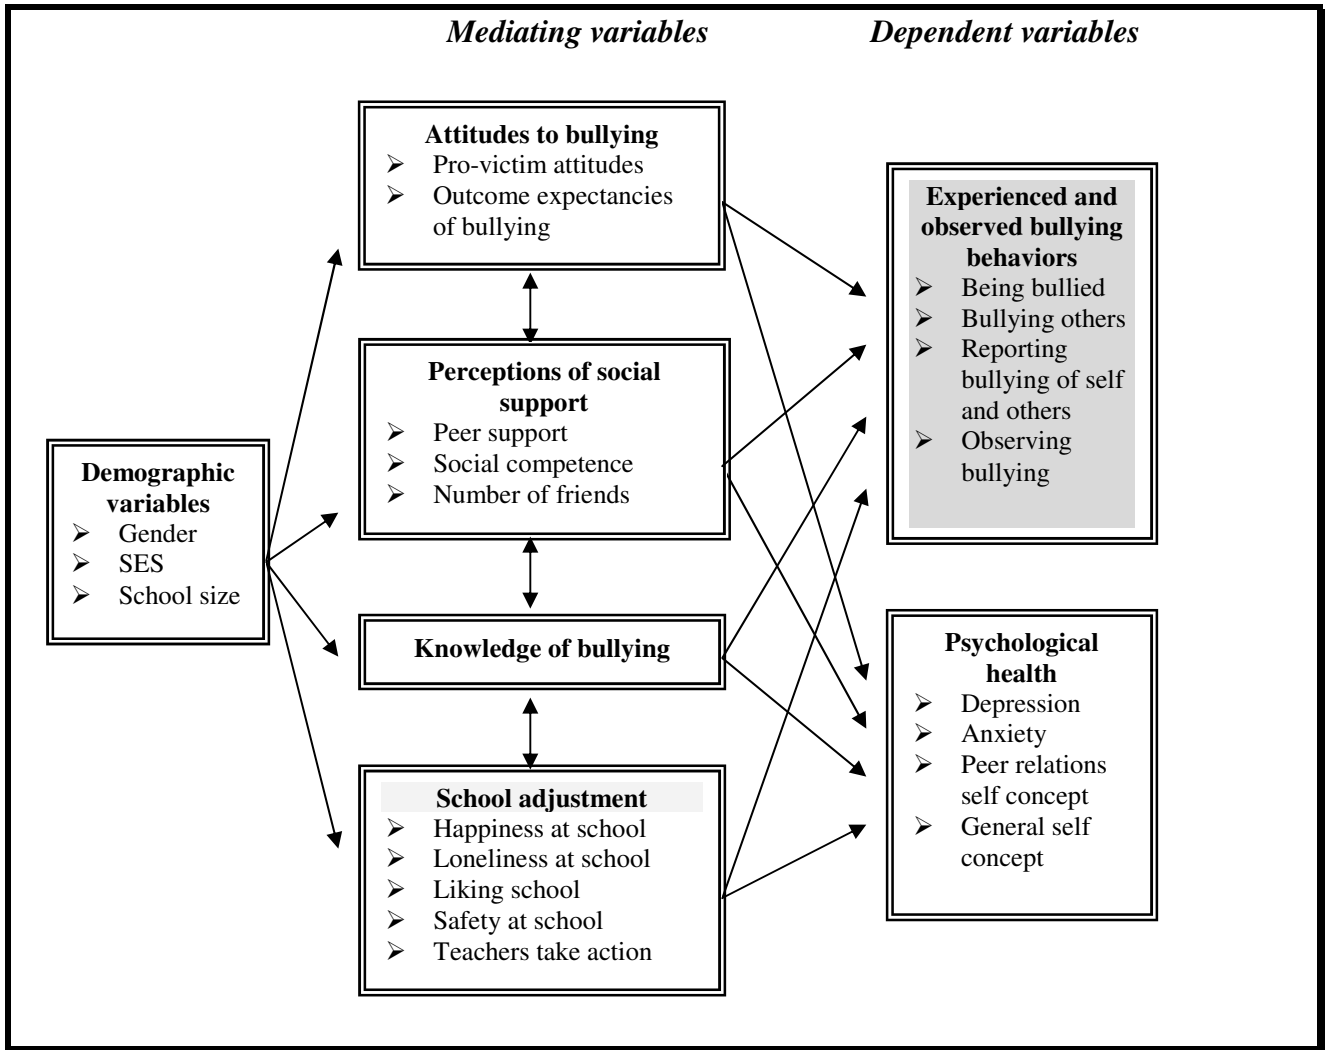 Mediating variables
Dependent variables
Attitudes to bullying
➢ Pro-victim attitudes
➢ Outcome expectancies
of bullying
Perceptions of social
support
➢ Peer support
➢ Social competence
➢ Number of friends
Demographic
variables
➢ Gender
➢ SES
➢ School size
Knowledge of bullying
School adjustment
➢ Happiness at school
➢ Loneliness at school
➢ Liking school
➢ Safety at school
➢ Teachers take action
Experienced and
observed bullying
behaviors
➢ Being bullied
➢ Bullying others
➢ Reporting
bullying of self
and others
➢ Observing
bullying
Psychological
health
➢ Depression
➢ Anxiety
➢ Peer relations
self concept
➢ General self
concept